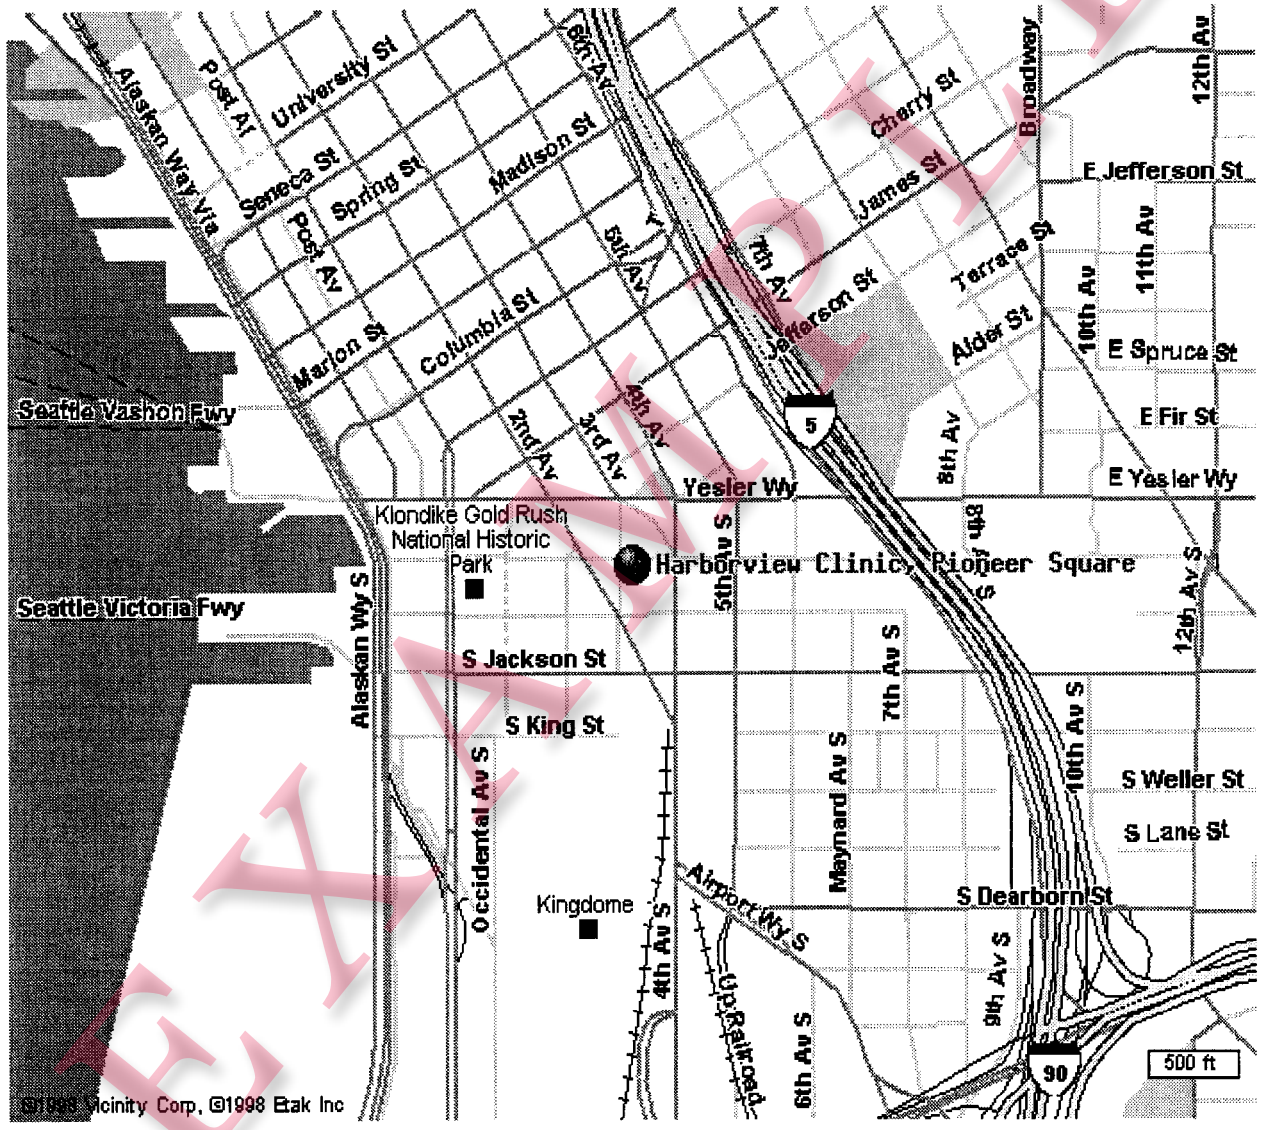 6th Av
12th Av
Alaskan Way Via
Post Al
University St
Cherry St
Broadway
Madison St
Seneca St
Spring St
James St
E Jefferson St
Post Av
5th Av
7th Av
Terrace St
11th Av
10th Av
Jefferson St
Columbia St
Marion St
Alder St
E Spruce St
Seattle Vashon Fwy
2nd Av
3rd Av
4th Av
5
8th Av
E Fir St
Yesler Wy
E Yesler Wy
Klondike Gold Rush
National Historic
Park
5th Av S
8th Av S
Harborview Clinic, Pioneer Square
Seattle Victoria Fwy
Alaskan Wy S
12th Av S
S Jackson St
7th Av S
S King St
10th Av S
Occidental Av S
Maynard Av S
S Weller St
S Lane St
Airport Wy S
S Dearborn St
Kingdome
4th Av S
9th Av S
Up Railroad
6th Av S
90
500 ft
©1998 Vicinity Corp, ©1998 Etak Inc
EXAMPLE